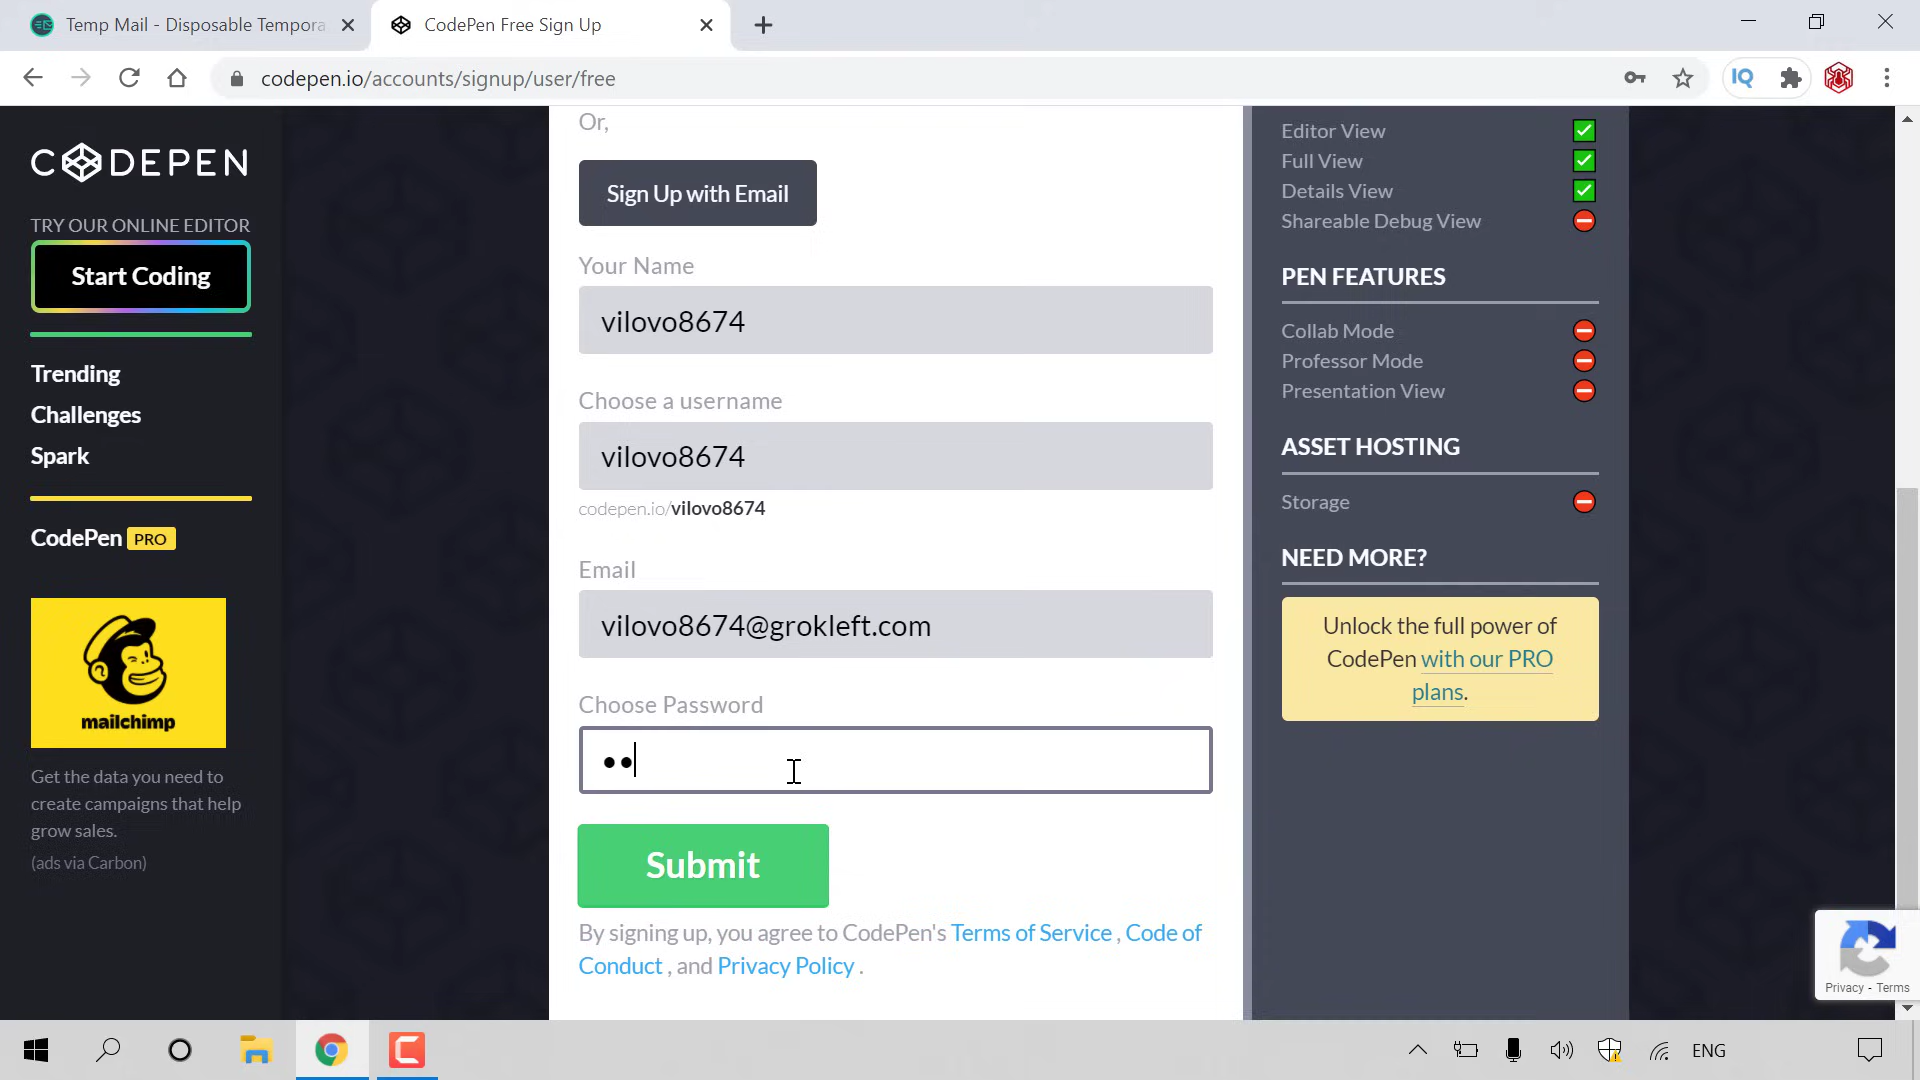 Temp Mail - Disposable Tempora
CodePen Free Sign Up
codepen.io/accounts/signup/user/free
IQ
CODEPEN
TRY OUR ONLINE EDITOR
Start Coding
Trending
Challenges
Spark
CodePen PRO
mailchimp
Get the data you need to
create campaigns that help
grow sales.
(ads via Carbon)
Or,
Sign Up with Email
Your Name
vilovo8674
Choose a username
vilovo8674
codepen.io/vilovo8674
Email
vilovo8674@grokleft.com
Choose Password
Submit
By signing up, you agree to CodePen's Terms of Service , Code of
Conduct , and Privacy Policy .
Editor View
Full View
Details View
Shareable Debug View
PEN FEATURES
Collab Mode
Professor Mode
Presentation View
ASSET HOSTING
Storage
NEED MORE?
Unlock the full power of
CodePen with our PRO
plans.
Privacy - Terms
ENG